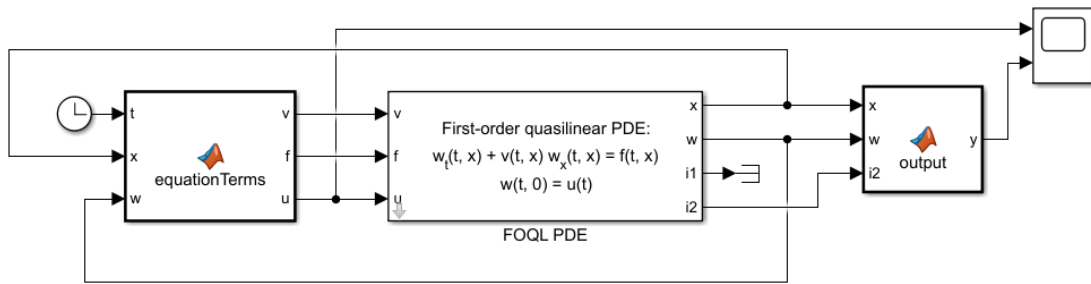 t
x
w
equationTerms
v
f
u
v
f
u
First-order quasilinear PDE:
w_t(t, x) + v(t, x) w_x(t, x) = f(t, x)
w(t, 0) = u(t)
x
w
i1
i2
FOQL PDE
x
w
i2
output
y